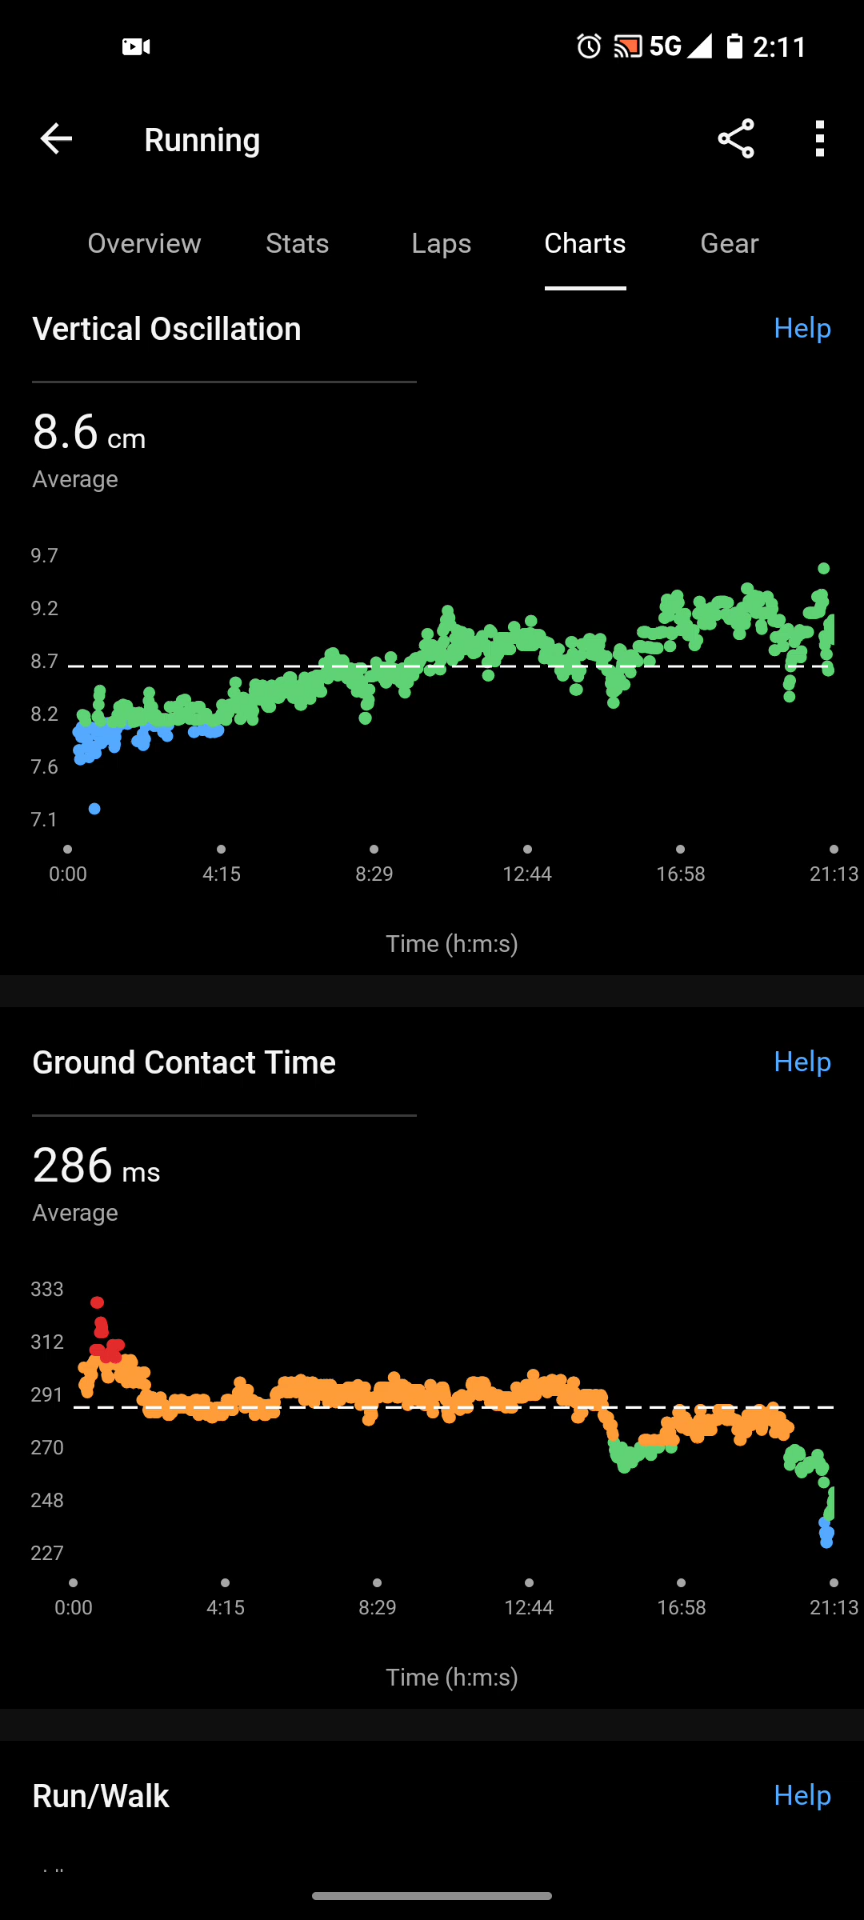 5G 2:11
Running
Overview Stats Laps Charts Gear
Vertical Oscillation Help
8.6 cm
Average
9.7
9.2
8.7
8.2
7.6
7.1
0:00 4:15 8:29 12:44 16:58 21:13
Time (h:m:s)
Ground Contact Time Help
286 ms
Average
333
312
291
270
248
227
0:00 4:15 8:29 12:44 16:58 21:13
Time (h:m:s)
Run/Walk Help